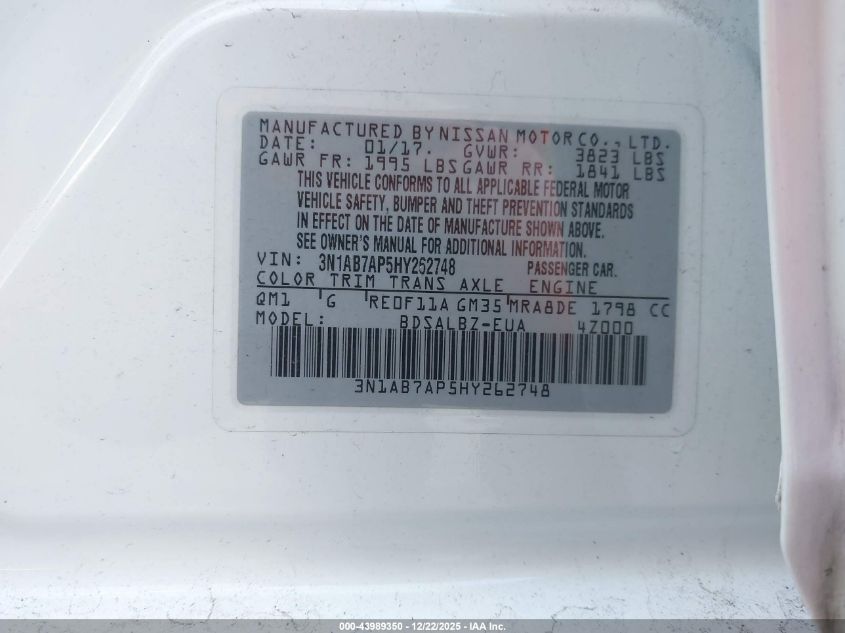 MANUFACTURED BY NISSAN MOTOR CO., LTD.
DATE: 01/17. GVWR: 3823 LBS
GAWR FR: 1995 LBS GAWR RR: 1841 LBS
THIS VEHICLE CONFORMS TO ALL APPLICABLE FEDERAL MOTOR
VEHICLE SAFETY, BUMPER AND THEFT PREVENTION STANDARDS
IN EFFECT ON THE DATE OF MANUFACTURE SHOWN ABOVE.
SEE OWNER'S MANUAL FOR ADDITIONAL INFORMATION.
VIN: 3N1AB7AP5HY262748 PASSENGER CAR.
COLOR TRIM TRANS AXLE ENGINE
QM1 G RE0F11A GM35 MRA8DE 1798 CC
MODEL: BDSALBZ-EUA 4Z000
3N1AB7AP5HY262748
000-43989350 - 12/22/2025 - IAA Inc.